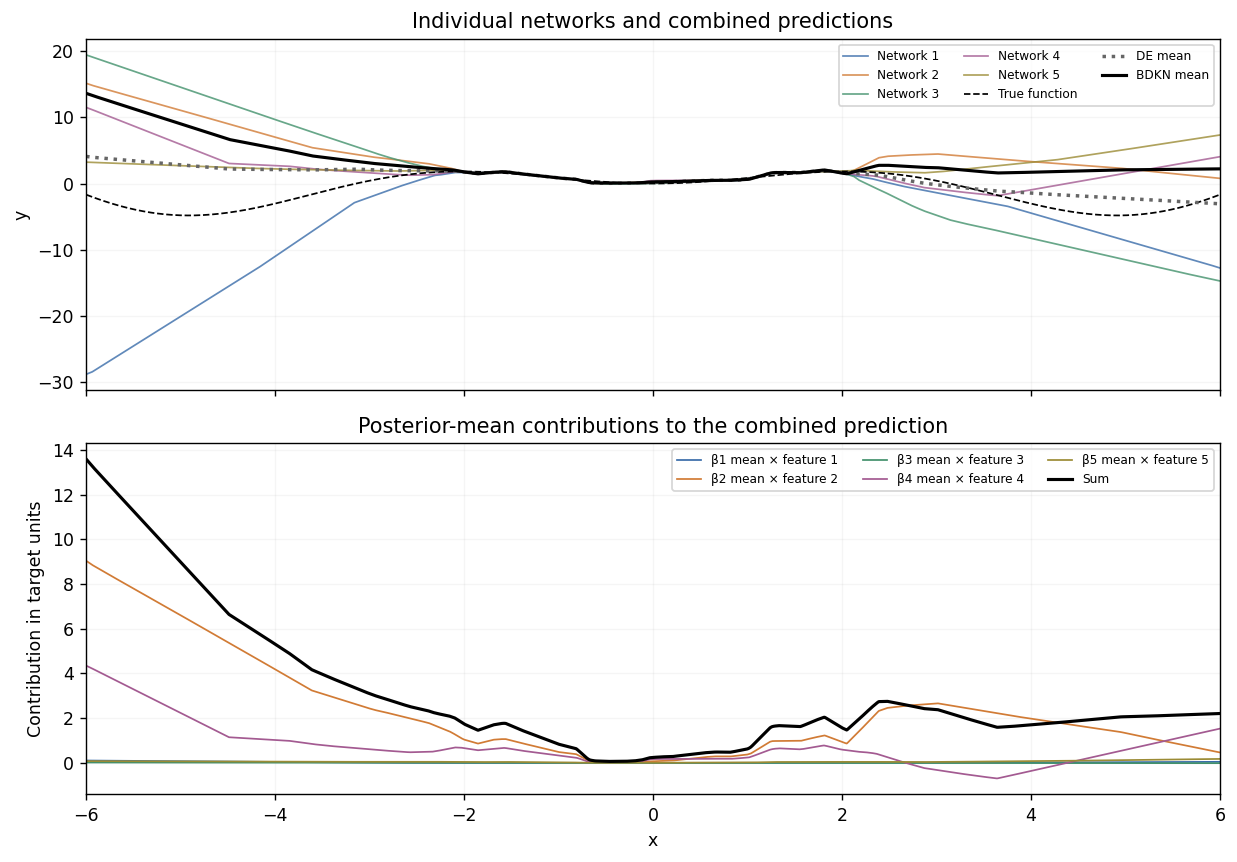 Individual networks and combined predictions
20
10
0
−10
−20
−30
y
Network 1
Network 2
Network 3
Network 4
Network 5
True function
DE mean
BDKN mean
Posterior-mean contributions to the combined prediction
14
12
10
8
6
4
2
0
Contribution in target units
β1 mean × feature 1
β2 mean × feature 2
β3 mean × feature 3
β4 mean × feature 4
β5 mean × feature 5
Sum
−6 −4 −2 0 2 4 6
x